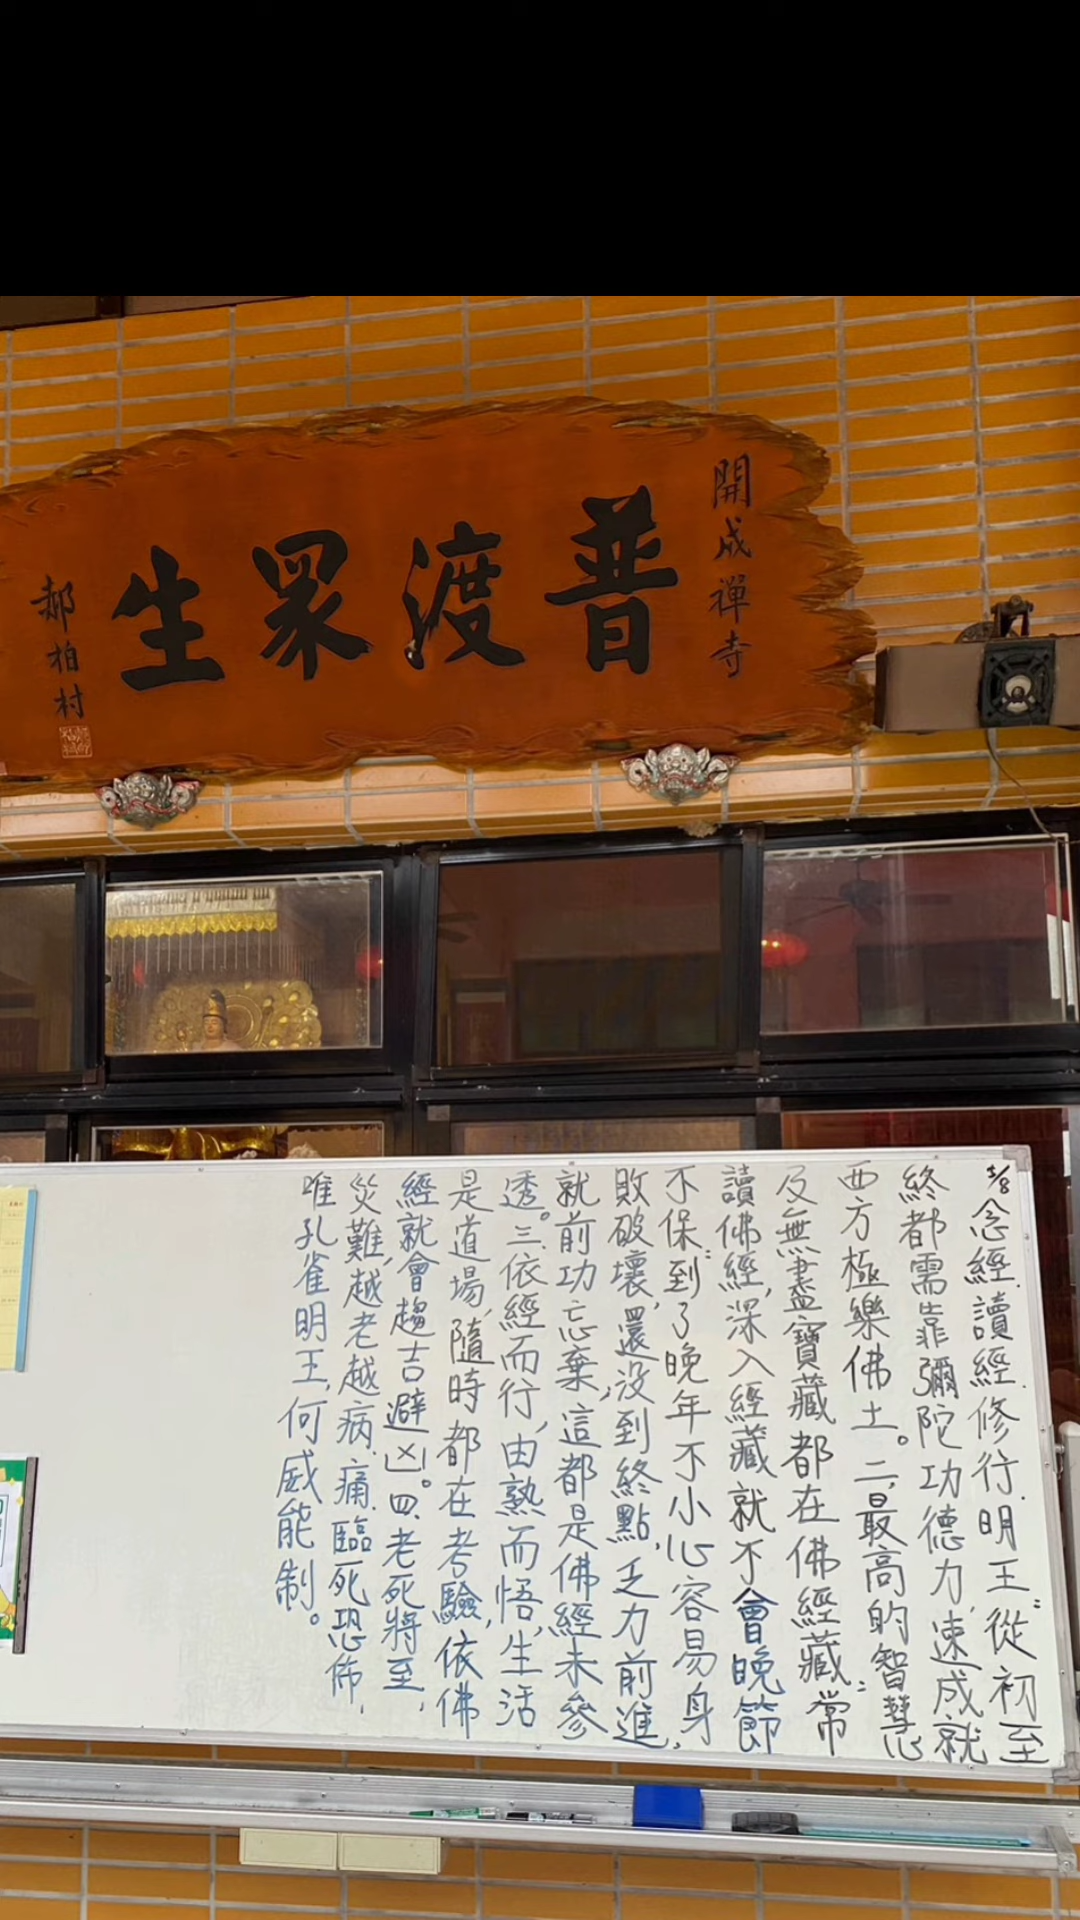 開成禪寺
普渡眾生
郝柏村
3/8 念經.讀經.修行.明王:從初至
終都需靠彌陀功德力,速成就
西方極樂佛土。二,最高的智慧
及無盡寶藏都在佛經藏:常
讀佛經,深入經藏就不會晚節
不保:到了晚年不小心容易身
敗破壞,還没到終點,乏力前進,
就前功忘棄,這都是佛經未參
透。三.依經而行,由熟而悟,生活
是道場,隨時都在考驗,依佛
經就會趨吉避凶。四.老死將至,
災難,越老越病.痛.臨死恐佈,
唯孔雀明王,何威能制。